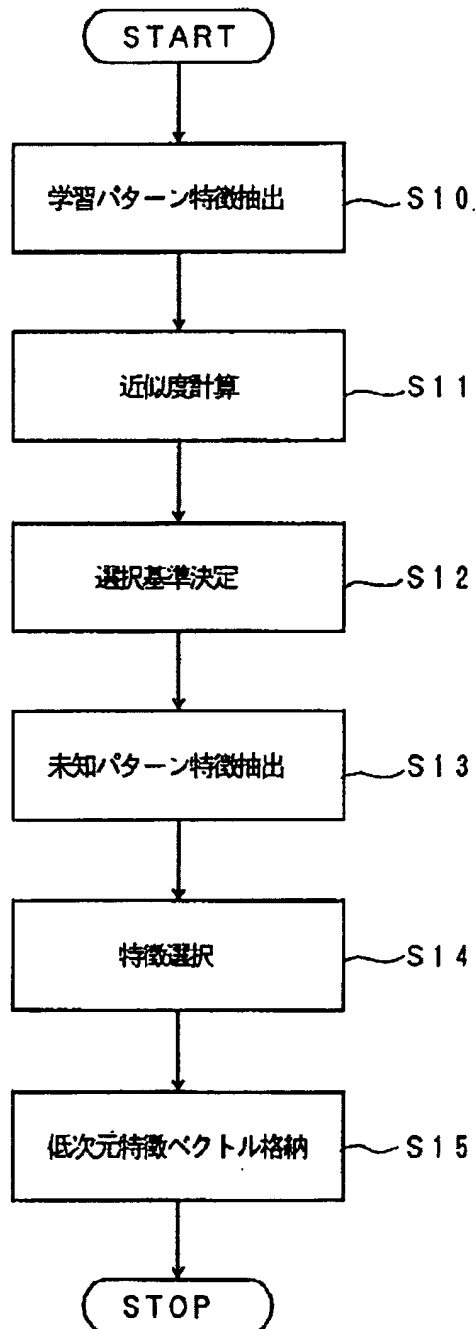 START
学習パターン特徴抽出
S10
近似度計算
S11
選択基準決定
S12
未知パターン特徴抽出
S13
特徴選択
S14
低次元特徴ベクトル格納
S15
STOP